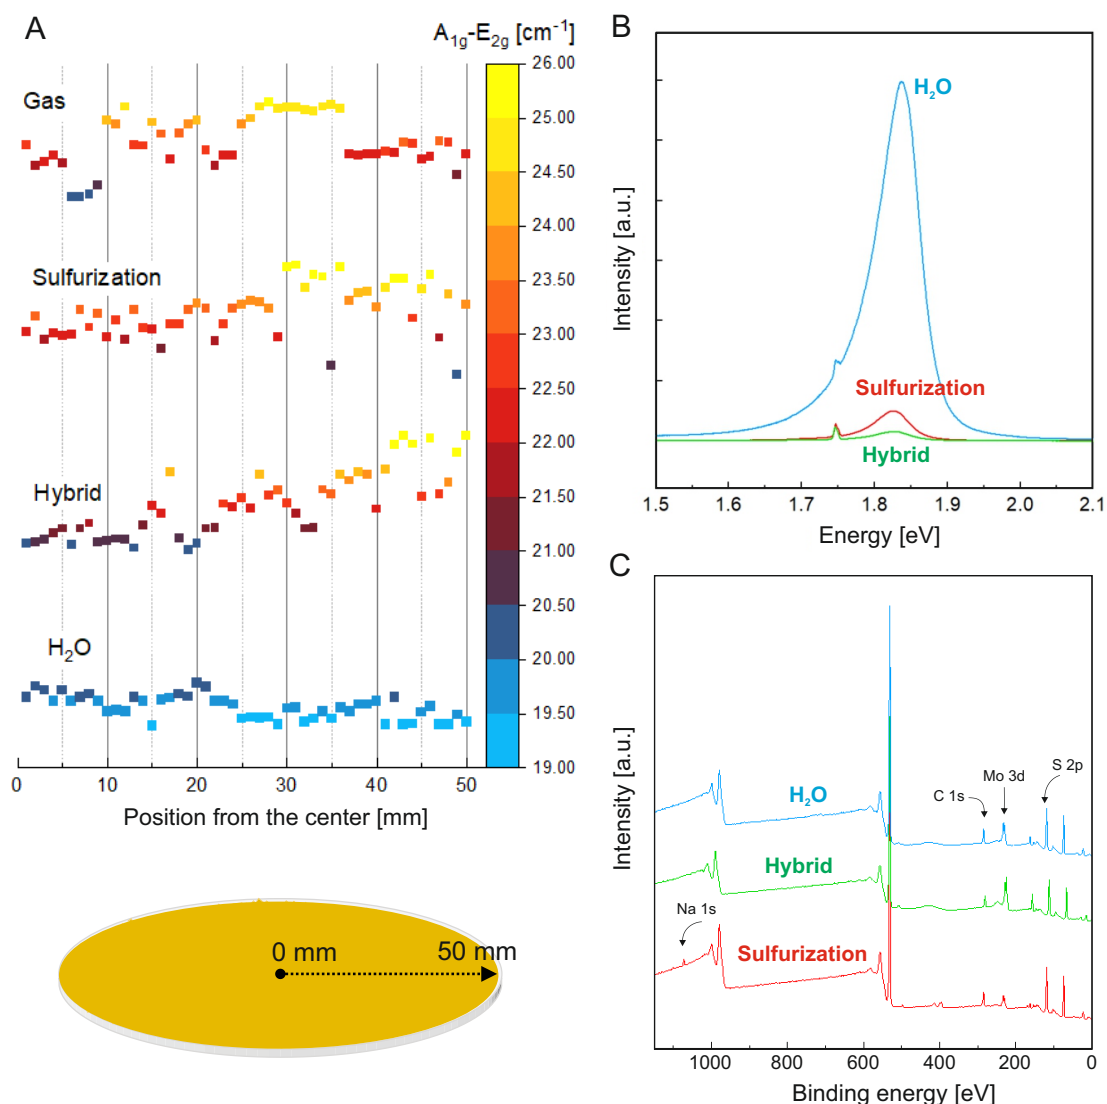 A
A1g-E2g [cm-1]
26.00
25.00
24.50
24.00
23.50
23.00
22.50
22.00
21.50
21.00
20.50
20.00
19.50
19.00
Gas
Sulfurization
Hybrid
H2O
0 10 20 30 40 50
Position from the center [mm]
0 mm 50 mm
B
H2O
Sulfurization
Hybrid
Intensity [a.u.]
1.5 1.6 1.7 1.8 1.9 2.0 2.1
Energy [eV]
C
S 2p
Mo 3d
C 1s
H2O
Hybrid
Na 1s
Sulfurization
Intensity [a.u.]
1000 800 600 400 200 0
Binding energy [eV]